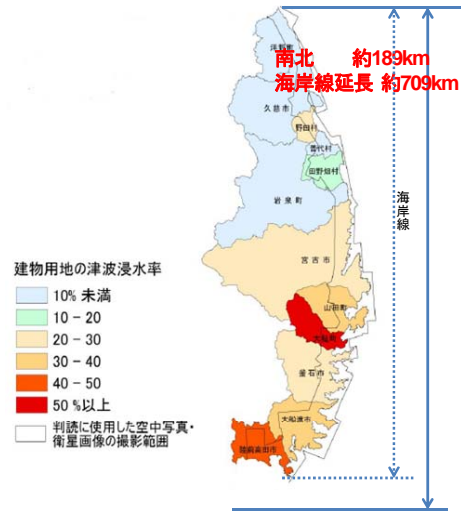 洋野町
南北 約189km
海岸線延長 約709km
久慈市
野田村
普代村
田野畑村
岩泉町
海岸線
宮古市
建物用地の津波浸水率
10% 未満
10 - 20
20 - 30
30 - 40
40 - 50
50 %以上
判読に使用した空中写真・
衛星画像の撮影範囲
山田町
大槌町
釜石市
大船渡市
陸前高田市